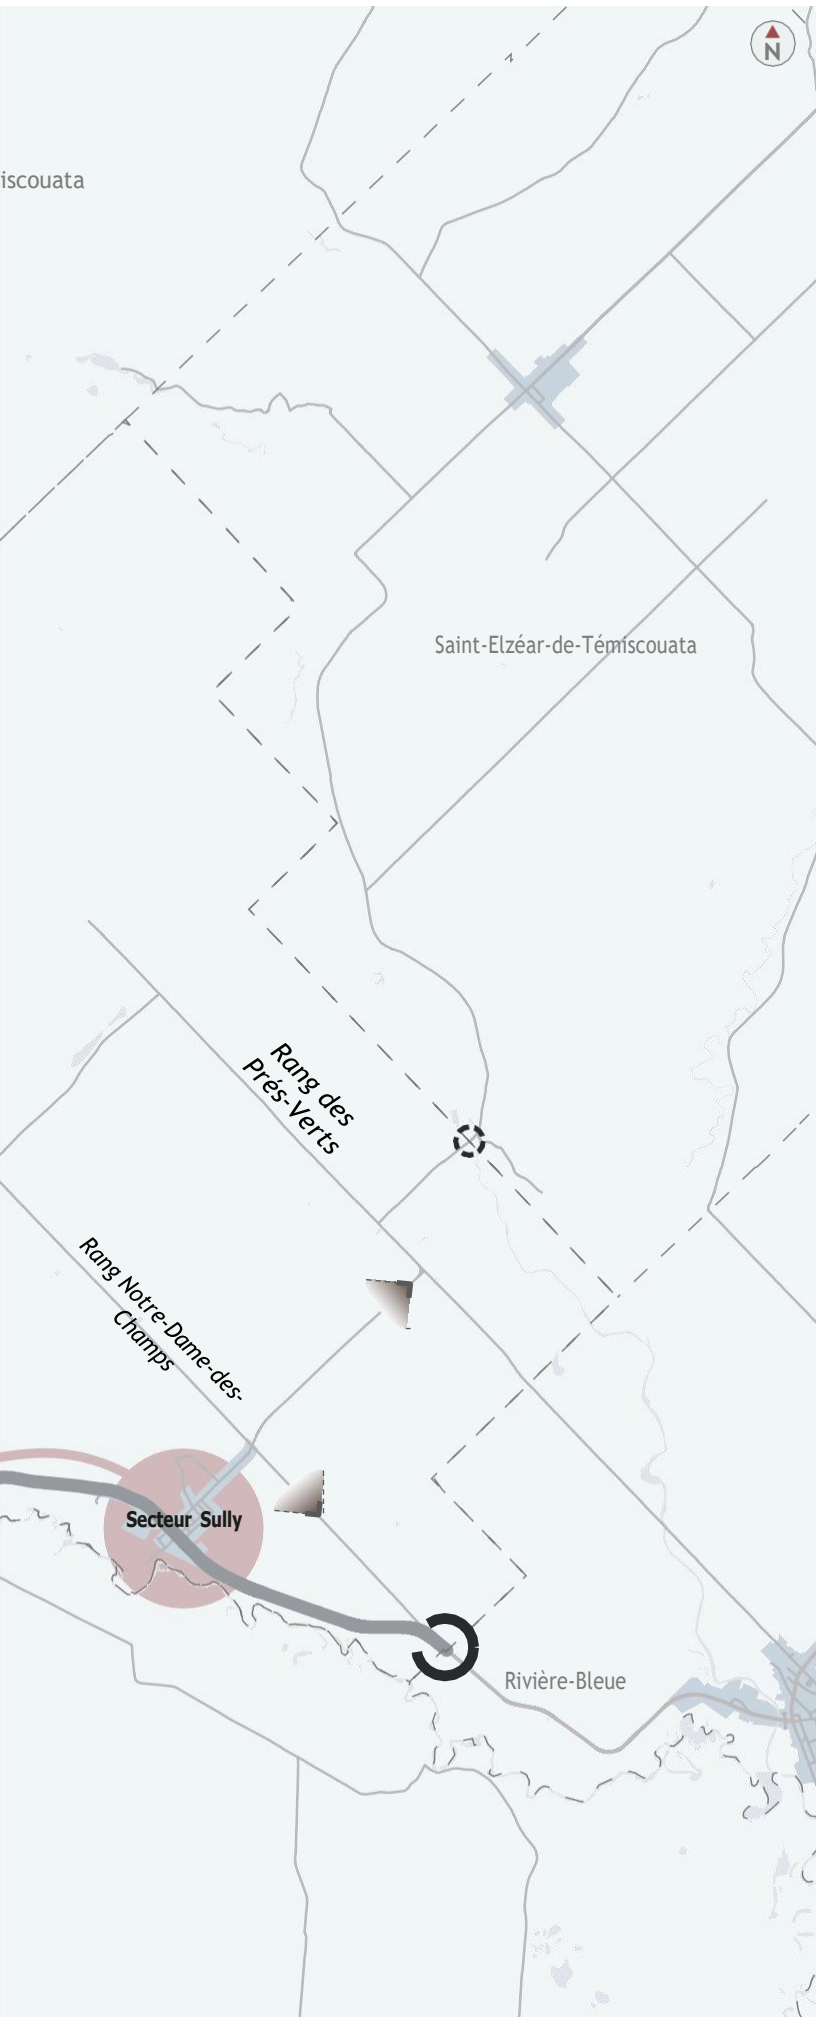 N
iscouata
Saint-Elzéar-de-Témiscouata
Rang des
Prés-Verts
Rang Notre-Dame-des-
Champs
Secteur Sully
Rivière-Bleue